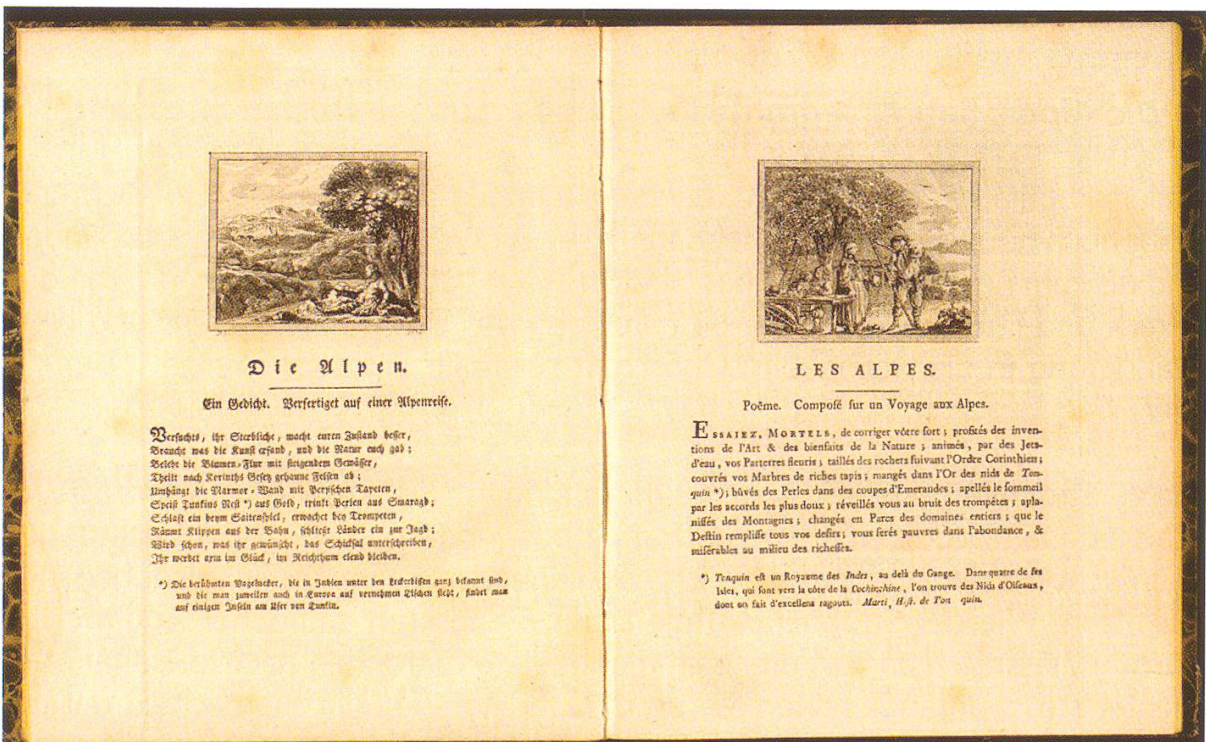 Die Alpen.
Ein Gedicht. Verfertiget auf einer Alpenreise.
Versuchts, ihr Sterbliche, macht euren Zustand besser,
Braucht was die Kunst erfand, und die Natur euch gab;
Belebt die Blumen-Flur mit steigendem Gewässer,
Theilt nach Korinths Gesetz gehaune Felsen ab;
Umhängt die Marmor-Wand mit Persischen Tapeten,
Speist Tunkins Nest *) aus Gold, trinkt Perlen aus Smaragd;
Schlaft ein beym Saitenspiel, erwachet bey Trompeten,
Räumt Klippen aus der Bahn, schließt Länder ein zur Jagd;
Wird schon, was ihr gewünscht, das Schicksal unterschreiben,
Ihr werdet arm im Glück, im Reichthum elend bleiben.
*) Die berühmten Vogelnester, die in Indien unter den Leckerbissen ganz bekannt sind,
und die man zuweilen auch in Europa auf vornehmen Tischen sieht, findet man
auf einigen Inseln am Ufer von Tunkin.
LES ALPES.
Poëme. Composé sur un Voyage aux Alpes.
ESSAIEZ, MORTELS, de corriger vôtre sort; profités des inven-
tions de l'Art & des bienfaits de la Nature; animés, par des Jets-
d'eau, vos Parterres fleuris; taillés des rochers suivant l'Ordre Corinthien;
couvrés vos Marbres de riches tapis; mangés dans l'Or des nids de Ton-
quin *); bûvés des Perles dans des coupes d'Emeraudes; apellés le sommeil
par les accords les plus doux; réveillés vous au bruit des trompétes; apla-
nissés des Montagnes; changés en Parcs des domaines entiers; que le
Destin remplisse tous vos desirs; vous serés pauvres dans l'abondance, &
misérables au milieu des richesses.
*) Tonquin est un Royaume des Indes, au delà du Gange. Dans quatre de ses
Isles, qui sont vers la côte de la Cochinchine, l'on trouve des Nids d'Oiseaux,
dont on fait d'excellens ragouts. Marti, Hist. de Ton quin.